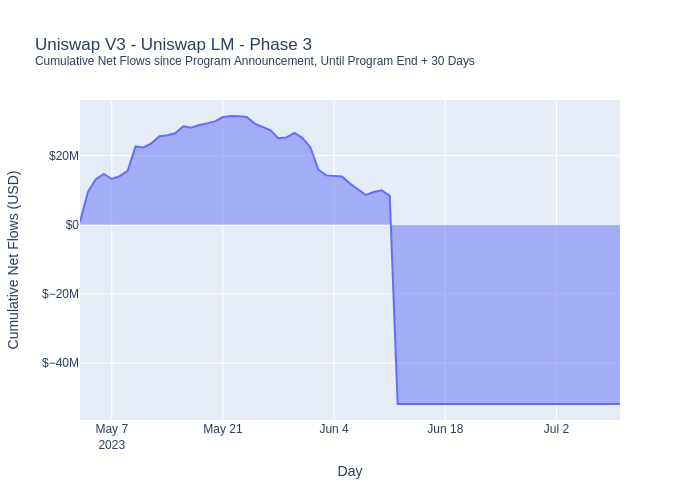 Uniswap V3 - Uniswap LM - Phase 3
Cumulative Net Flows since Program Announcement, Until Program End + 30 Days
Cumulative Net Flows (USD)
$20M
$0
$−20M
$−40M
May 7
2023
May 21
Jun 4
Jun 18
Jul 2
Day